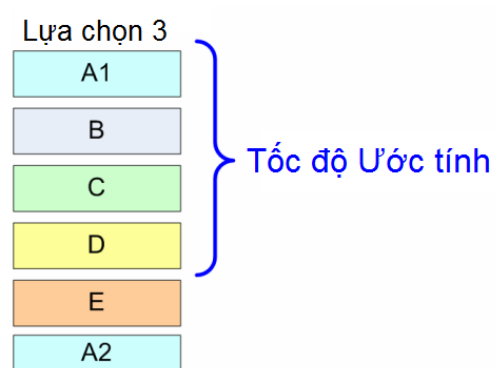 Lựa chọn 3
A1
B
C
D
E
A2
Tốc độ Ước tính